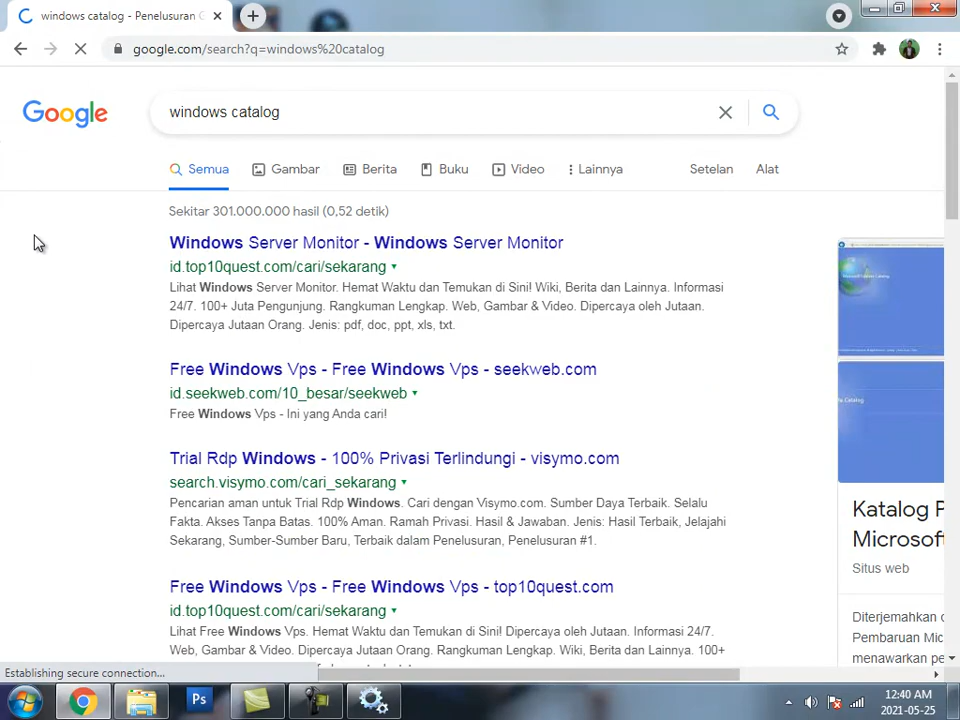 windows catalog - Penelusuran G
google.com/search?q=windows%20catalog
Google
windows catalog
Semua Gambar Berita Buku Video Lainnya Setelan Alat
Sekitar 301.000.000 hasil (0,52 detik)
Windows Server Monitor - Windows Server Monitor
id.top10quest.com/cari/sekarang
Lihat Windows Server Monitor. Hemat Waktu dan Temukan di Sini! Wiki, Berita dan Lainnya. Informasi
24/7. 100+ Juta Pengunjung. Rangkuman Lengkap. Web, Gambar & Video. Dipercaya oleh Jutaan.
Dipercaya Jutaan Orang. Jenis: pdf, doc, ppt, xls, txt.
Free Windows Vps - Free Windows Vps - seekweb.com
id.seekweb.com/10_besar/seekweb
Free Windows Vps - Ini yang Anda cari!
Trial Rdp Windows - 100% Privasi Terlindungi - visymo.com
search.visymo.com/cari_sekarang
Pencarian aman untuk Trial Rdp Windows. Cari dengan Visymo.com. Sumber Daya Terbaik. Selalu
Fakta. Akses Tanpa Batas. 100% Aman. Ramah Privasi. Hasil & Jawaban. Jenis: Hasil Terbaik, Jelajahi
Sekarang, Sumber-Sumber Baru, Terbaik dalam Penelusuran, Penelusuran #1.
Free Windows Vps - Free Windows Vps - top10quest.com
id.top10quest.com/cari/sekarang
Lihat Free Windows Vps. Hemat Waktu dan Temukan di Sini! Dipercaya oleh Jutaan. Informasi 24/7.
Web, Gambar & Video. Dipercaya Jutaan Orang. Rangkuman Lengkap. Wiki, Berita dan Lainnya. 100+
Katalog P
Microsoft
Situs web
Diterjemahkan d
Pembaruan Mic
menawarkan pe
Establishing secure connection...
Ps
12:40 AM
2021-05-25